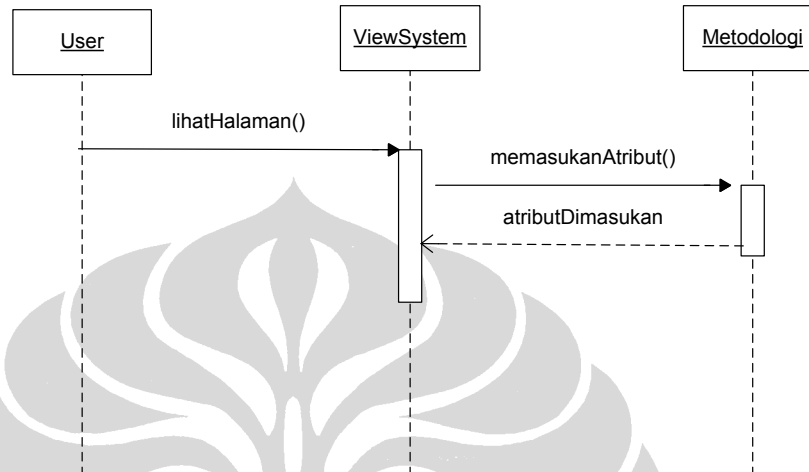 User
ViewSystem
Metodologi
lihatHalaman()
memasukanAtribut()
atributDimasukan